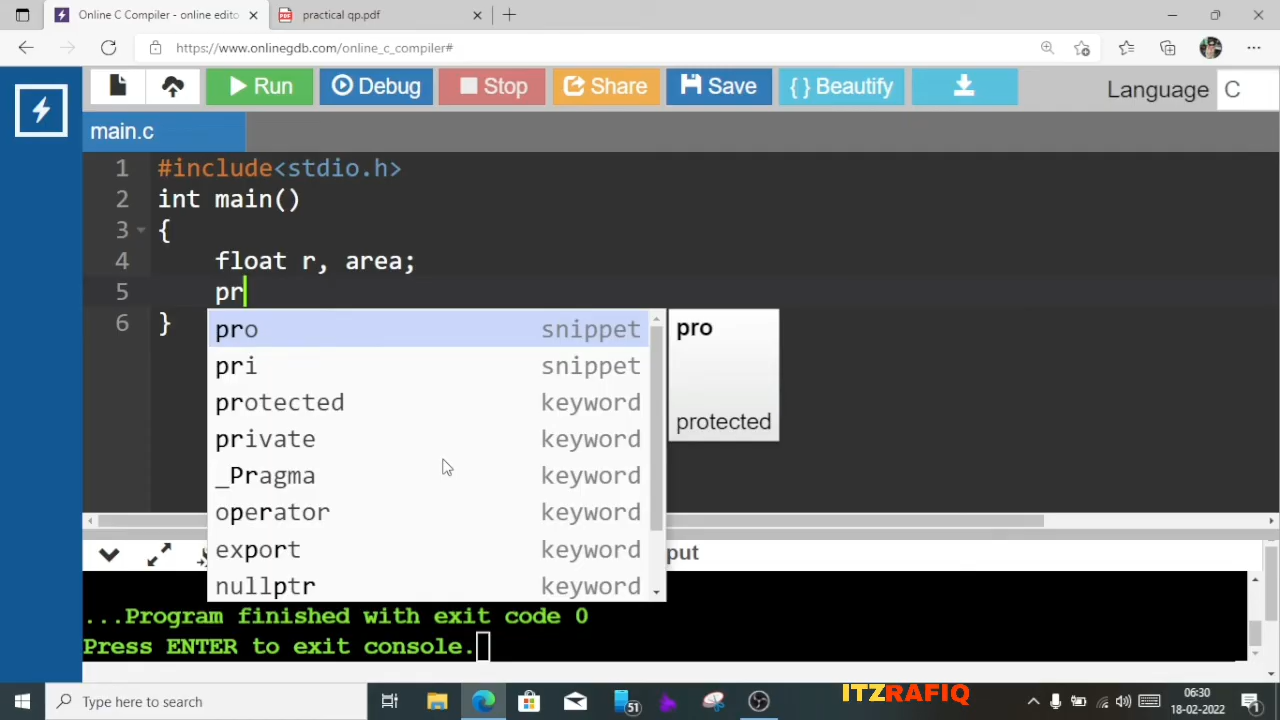 Online C Compiler - online edito
practical qp.pdf
https://www.onlinegdb.com/online_c_compiler#
Run
Debug
Stop
Share
Save
{ } Beautify
Language C
main.c
1 #include<stdio.h>
2 int main()
3 {
4 float r, area;
5 pr
6 }
pro snippet
pri snippet
protected keyword
private keyword
_Pragma keyword
operator keyword
export keyword
nullptr keyword
pro
protected
put
...Program finished with exit code 0
Press ENTER to exit console.
Type here to search
51
ITZRAFIQ
06:30
18-02-2022
1